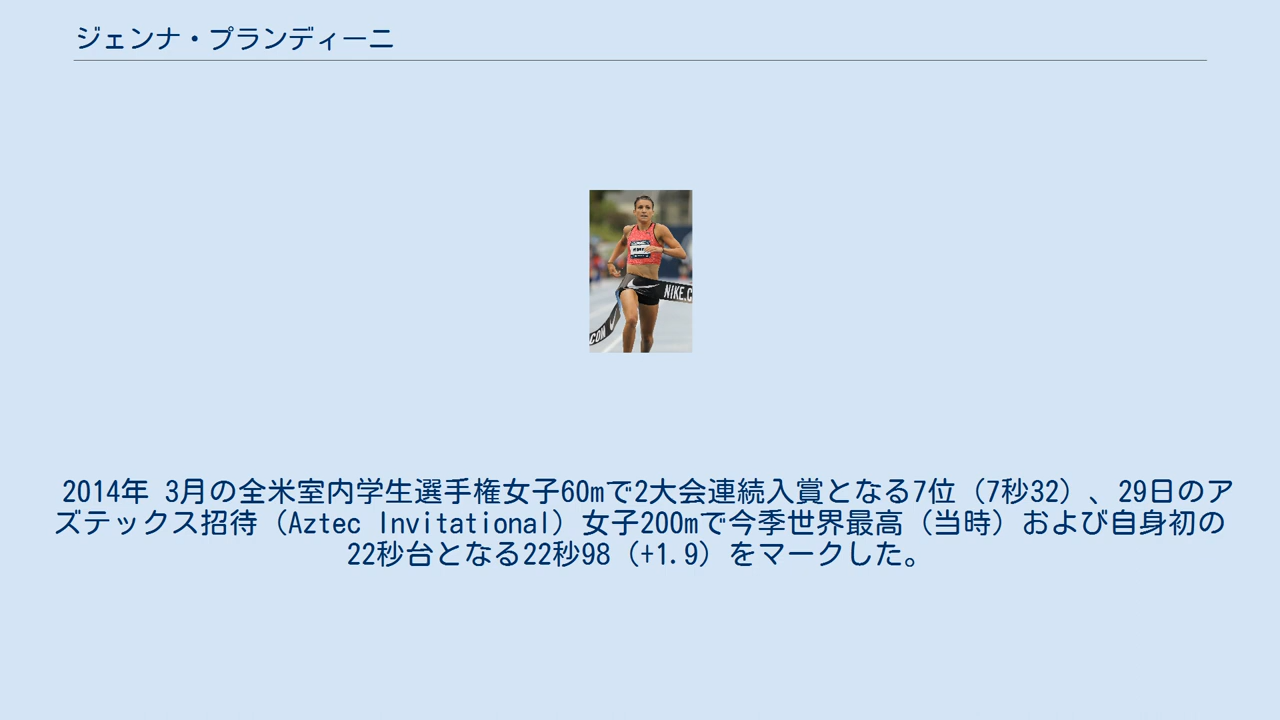 ジェンナ・プランディーニ
NIKE.C
.COM
2014年 3月の全米室内学生選手権女子60mで2大会連続入賞となる7位（7秒32）、29日のア
ズテックス招待（Aztec Invitational）女子200mで今季世界最高（当時）および自身初の
22秒台となる22秒98（+1.9）をマークした。